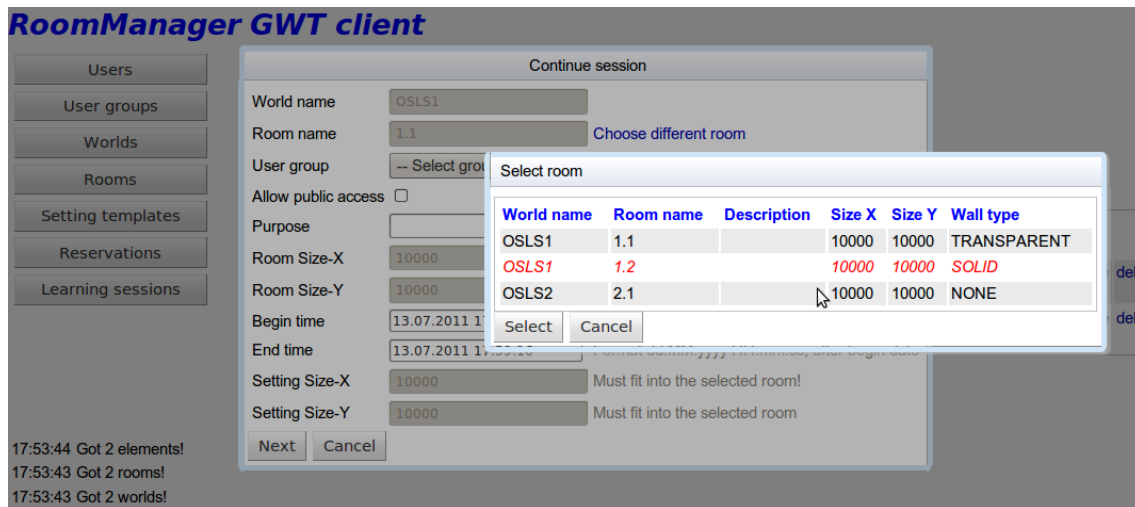 RoomManager GWT client
Users
User groups
Worlds
Rooms
Setting templates
Reservations
Learning sessions
Continue session
World name OSLS1
Room name 1.1 Choose different room
User group -- Select
Allow public access
Purpose
Room Size-X 10000
Room Size-Y 10000
Begin time 13.07.2011
End time 13.07.2011
Setting Size-X 10000 Must fit into the selected room!
Setting Size-Y 10000 Must fit into the selected room
Next Cancel
Select room
World name Room name Description Size X Size Y Wall type
OSLS1 1.1 10000 10000 TRANSPARENT
OSLS1 1.2 10000 10000 SOLID
OSLS2 2.1 10000 10000 NONE
Select Cancel
del
del
17:53:44 Got 2 elements!
17:53:43 Got 2 rooms!
17:53:43 Got 2 worlds!